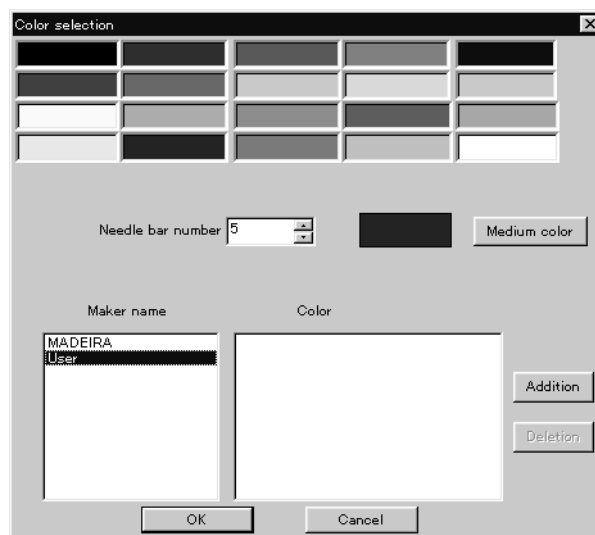 Color selection
Needle bar number 5 Medium color
Maker name Color
MADEIRA
User
Addition
Deletion
OK Cancel